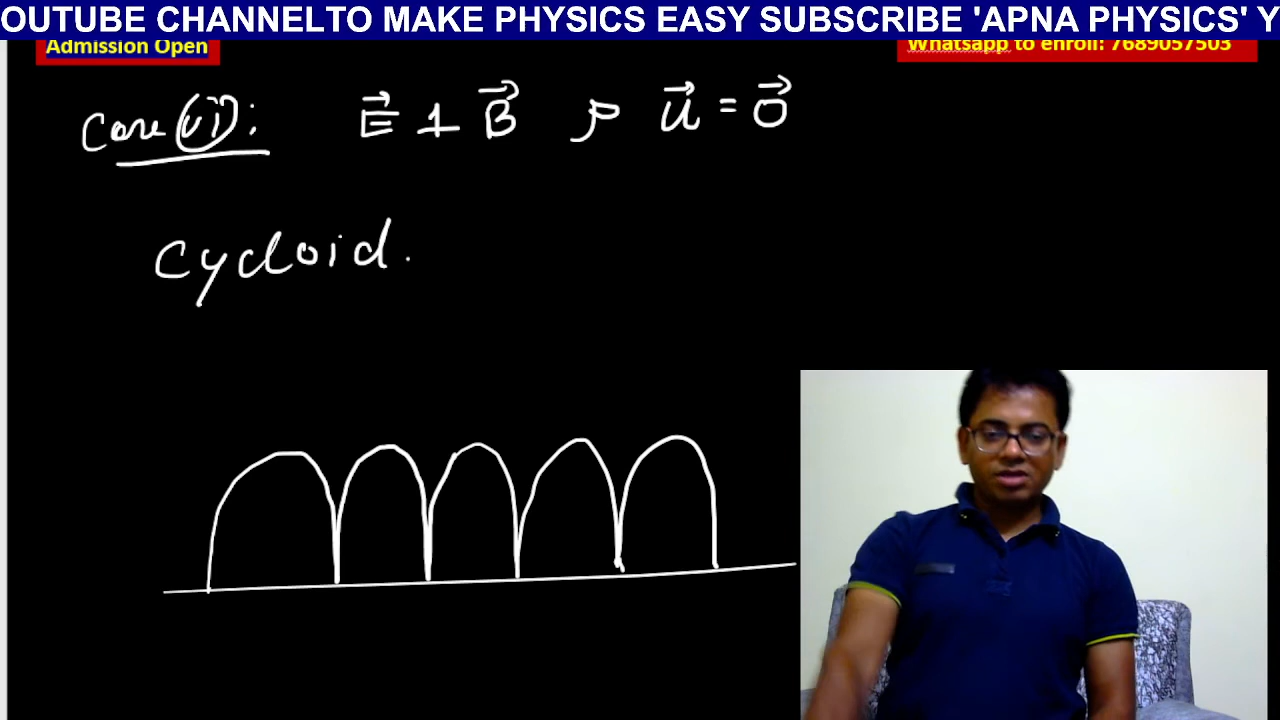 OUTUBE CHANNELTO MAKE PHYSICS EASY SUBSCRIBE 'APNA PHYSICS' Y
Admission Open
Whatsapp to enroll: 7689057503
Case (vi): E⃗ ⊥ B⃗ , u⃗ = 0⃗
Cycloid.